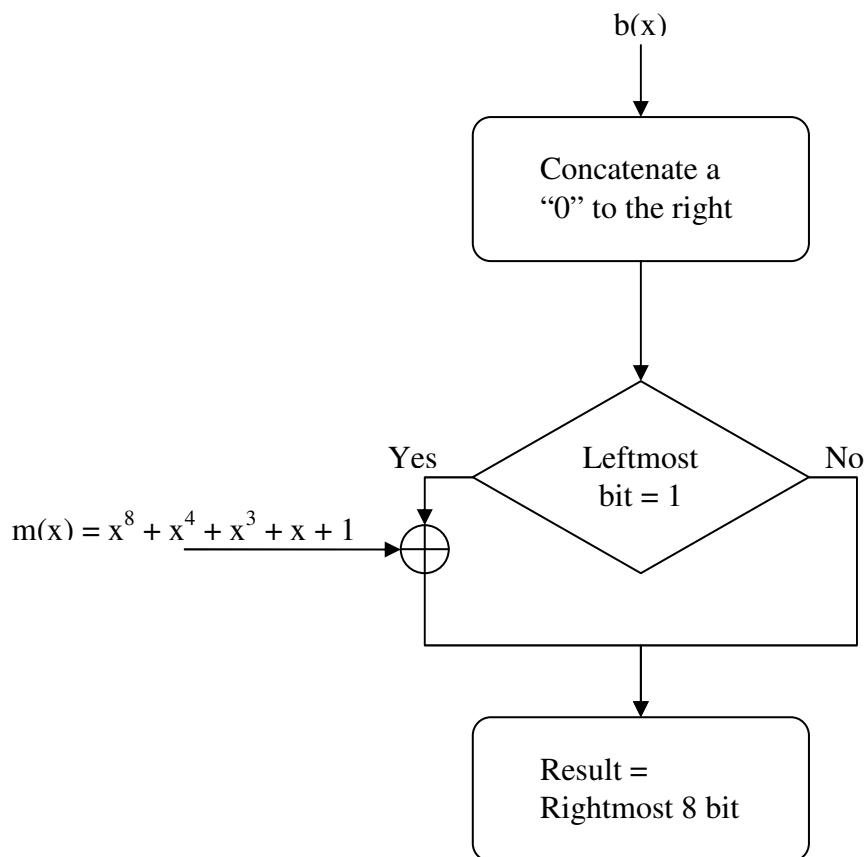 b(x)
Concatenate a
“0” to the right
Yes
Leftmost
bit = 1
No
m(x) = x⁸ + x⁴ + x³ + x + 1
Result =
Rightmost 8 bit